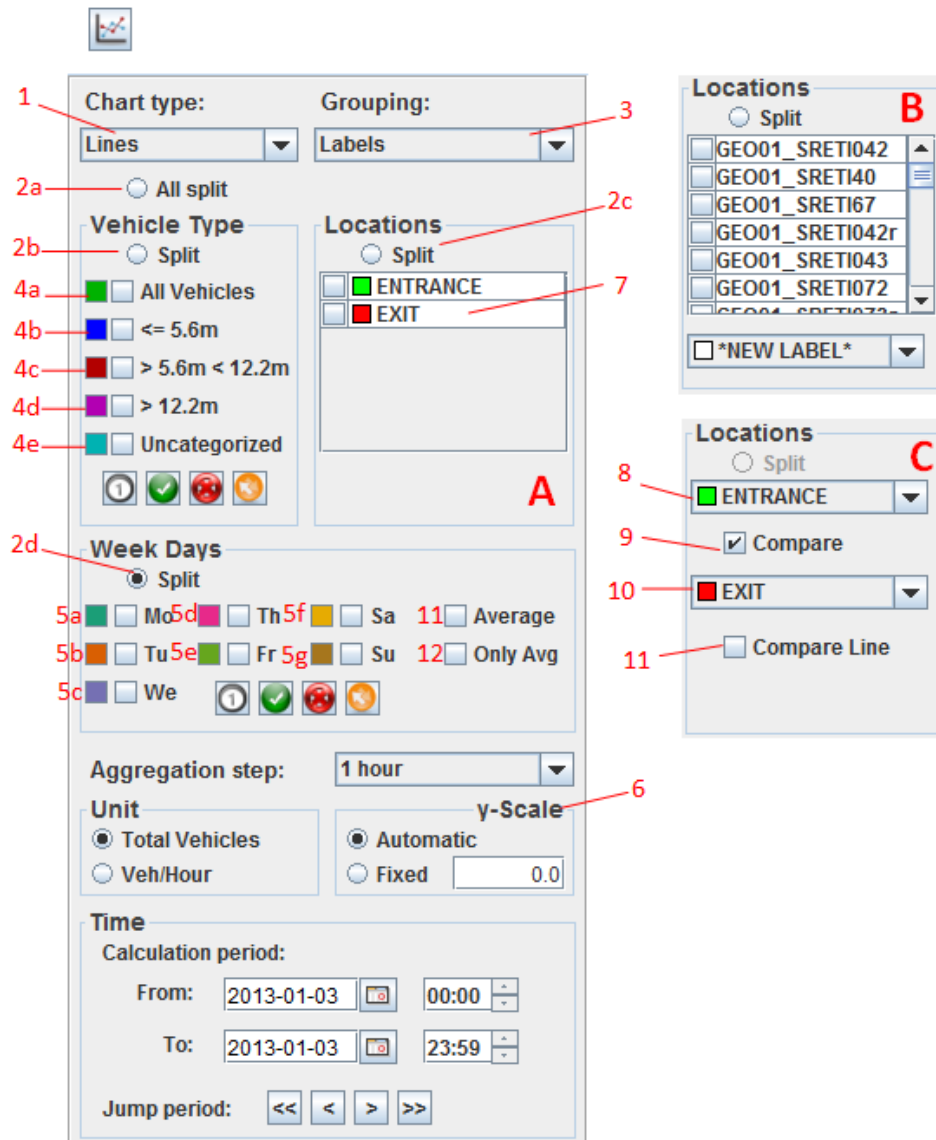 1
Chart type:
Grouping:
3
Lines
Labels
2a
All split
Vehicle Type
Locations
2c
2b
Split
Split
4a
All Vehicles
ENTRANCE
7
EXIT
4b
<= 5.6m
4c
> 5.6m < 12.2m
4d
> 12.2m
4e
Uncategorized
1
A
2d
Week Days
Split
5a
Mo
5d
Th
5f
Sa
11
Average
5b
Tu
5e
Fr
5g
Su
12
Only Avg
5c
We
1
Aggregation step:
1 hour
6
Unit
y-Scale
Total Vehicles
Automatic
Veh/Hour
Fixed
0.0
Time
Calculation period:
From:
2013-01-03
00:00
To:
2013-01-03
23:59
Jump period:
<<
<
>
>>
Locations
B
Split
GEO01_SRETI042
GEO01_SRETI40
GEO01_SRETI67
GEO01_SRETI042r
GEO01_SRETI043
GEO01_SRETI072
*NEW LABEL*
Locations
C
Split
8
ENTRANCE
9
Compare
10
EXIT
11
Compare Line